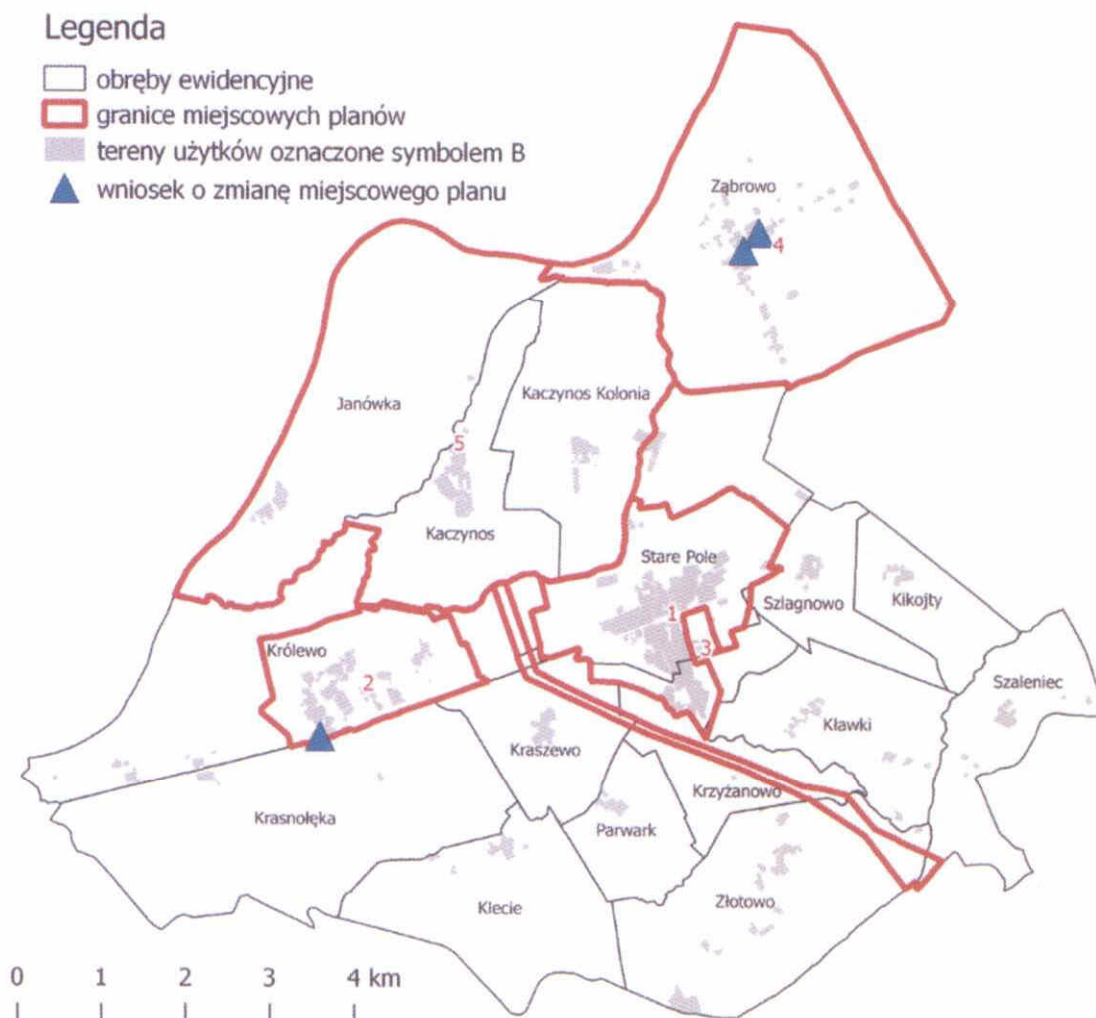 Legenda
obręby ewidencyjne
granice miejscowych planów
tereny użytków oznaczone symbolem B
wniosek o zmianę miejscowego planu
Ząbrowo
4
Janówka
Kaczynos Kolonia
5
Kaczynos
Stare Pole
1
3
Szlagnowo
Kikojty
Królewo
2
Szaleniec
Kławki
Kraszewo
Krzyżanowo
Krasnołęka
Parwark
Klecie
Złotowo
0 1 2 3 4 km